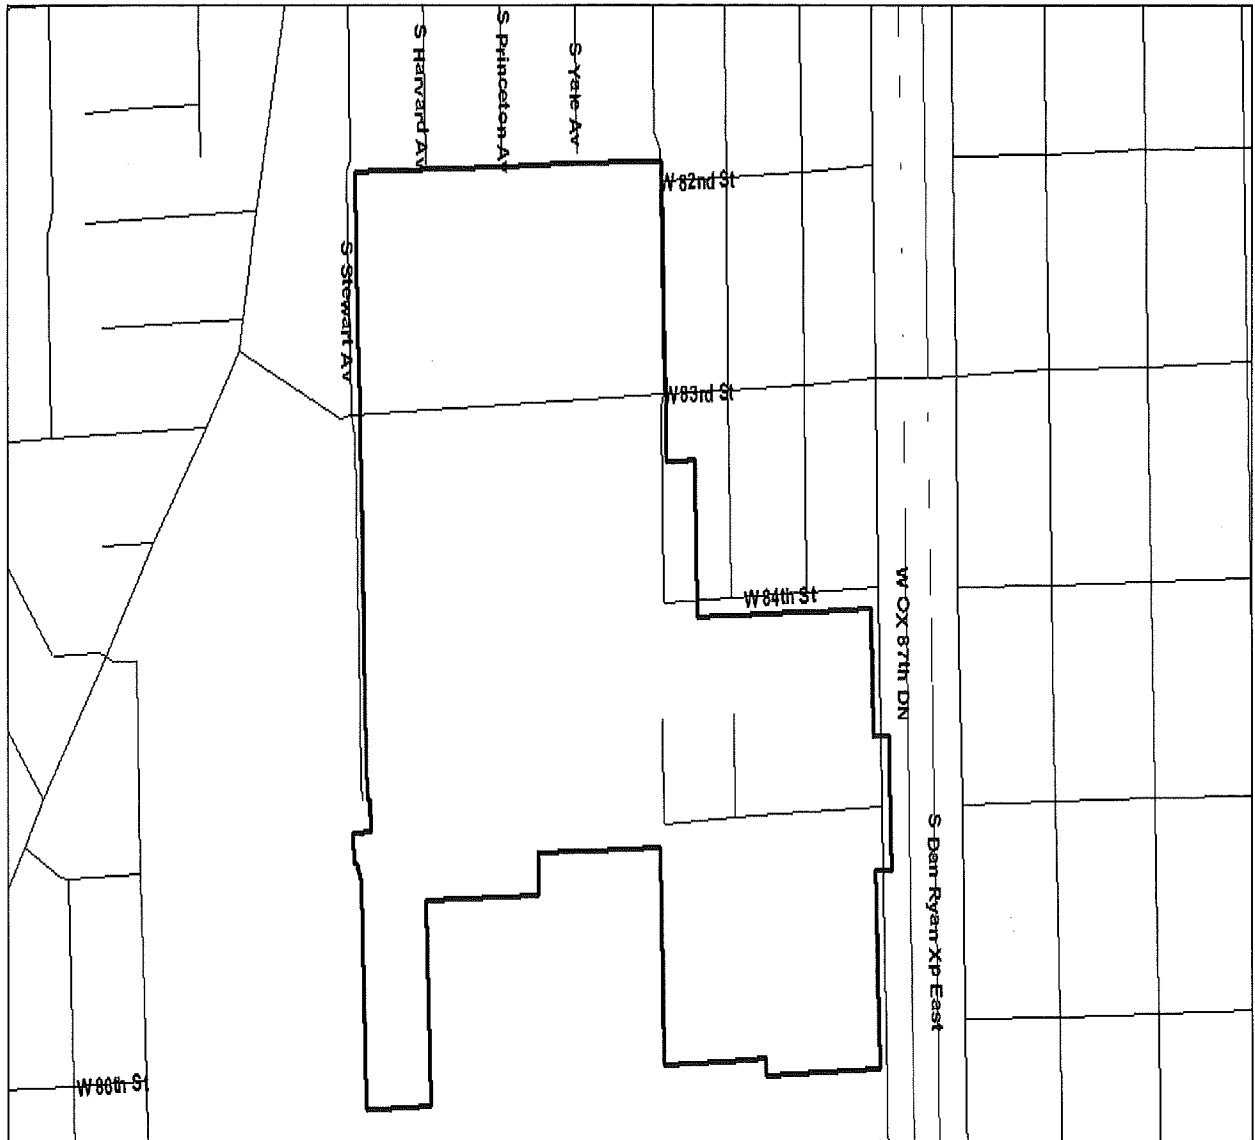 S Harvard Av
S Princeton Av
S Yale Av
W 82nd St
S Stewart Av
W 83rd St
W 84th St
W OX 87th DN
S Dan Ryan Xp East
W 86th St